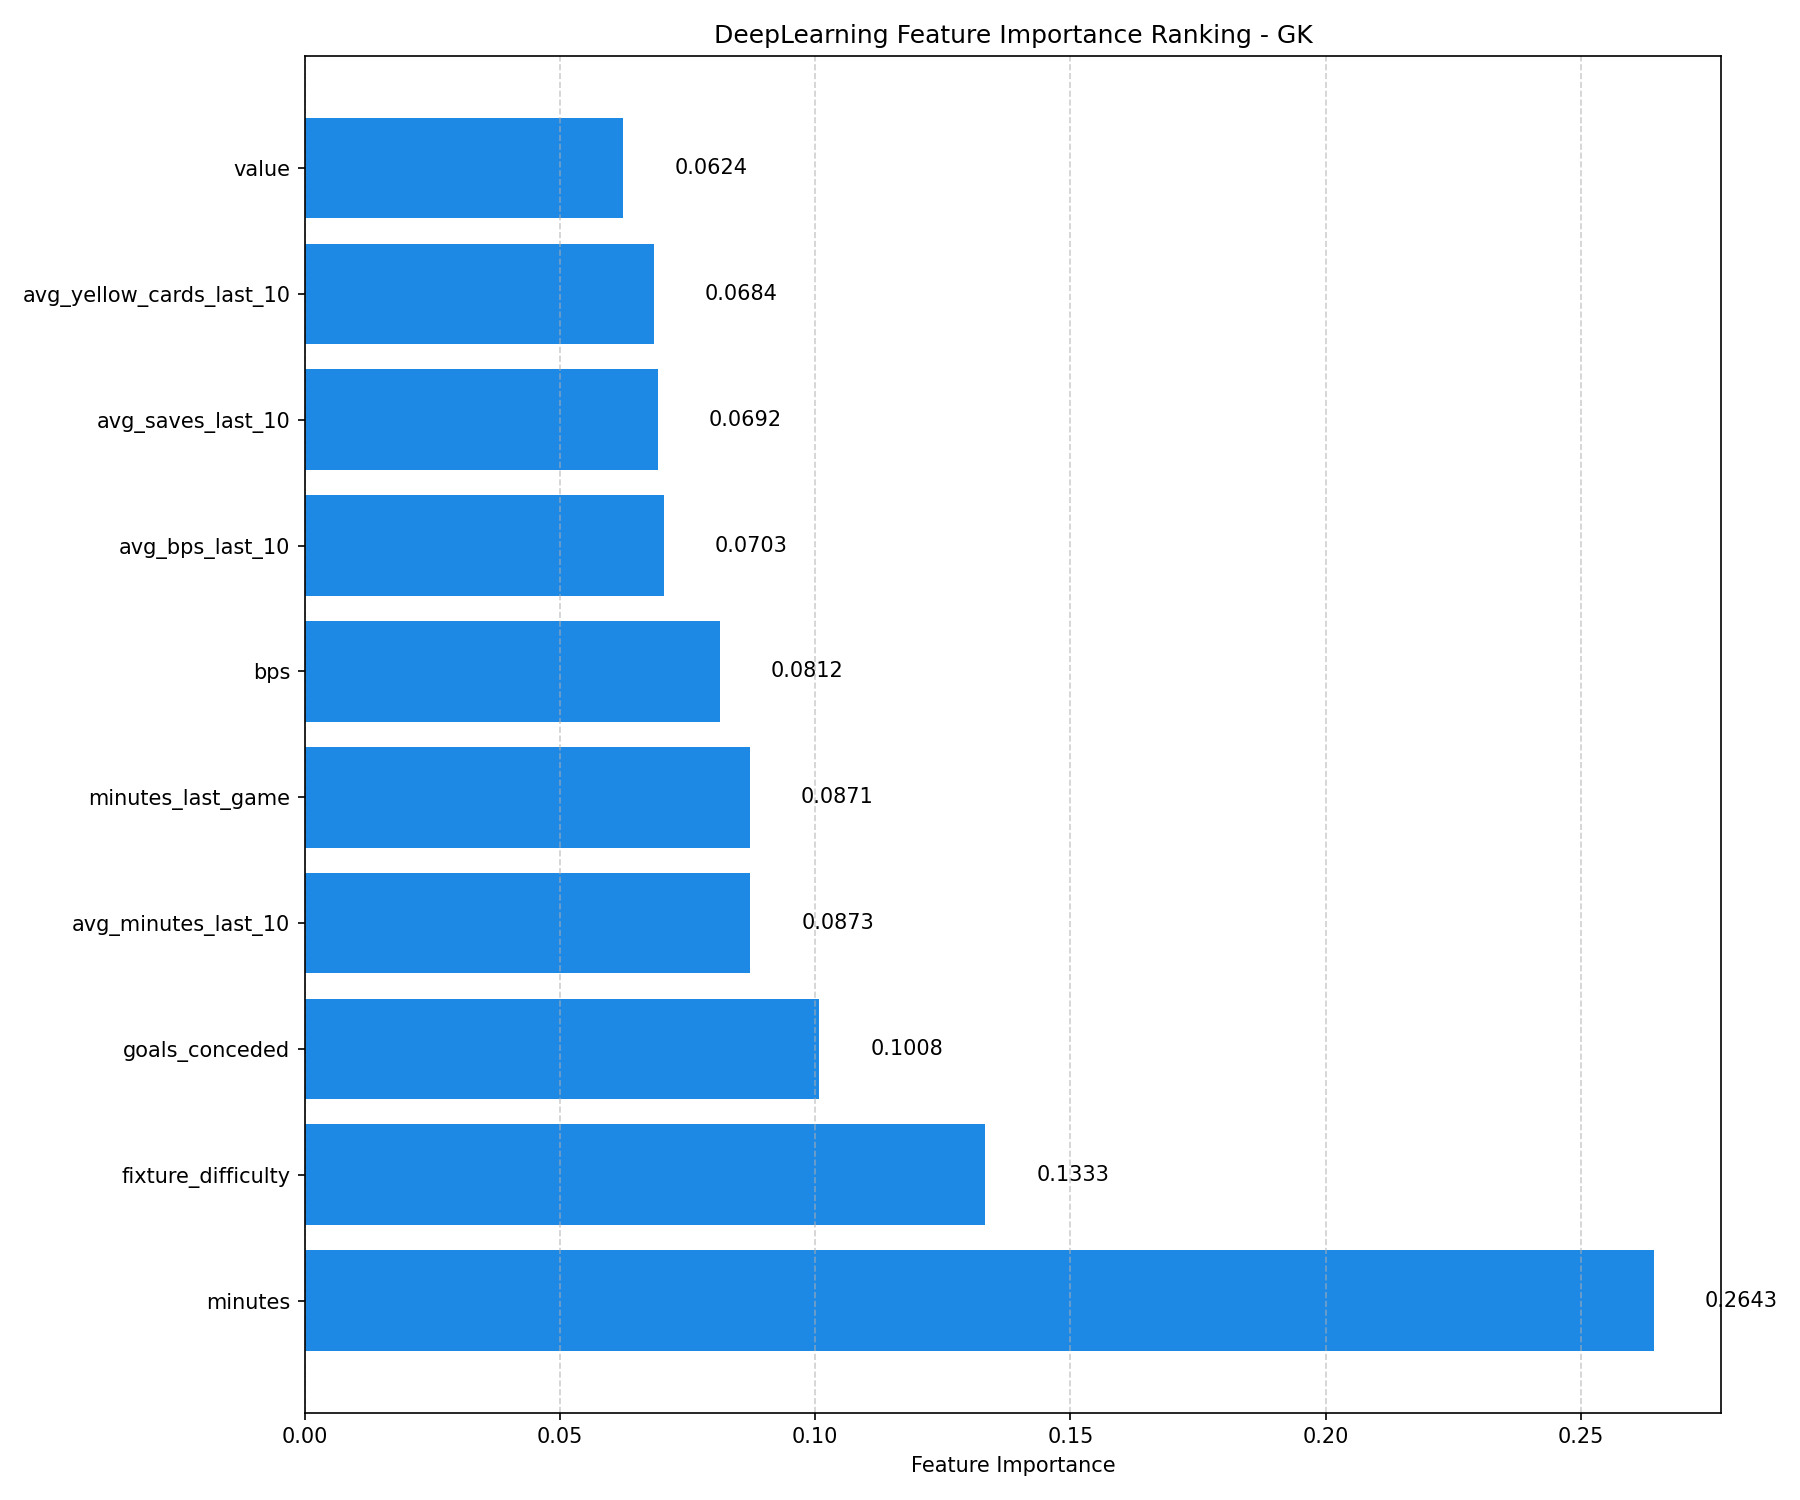 DeepLearning Feature Importance Ranking - GK
value
0.0624
avg_yellow_cards_last_10
0.0684
avg_saves_last_10
0.0692
avg_bps_last_10
0.0703
bps
0.0812
minutes_last_game
0.0871
avg_minutes_last_10
0.0873
goals_conceded
0.1008
fixture_difficulty
0.1333
minutes
0.2643
0.00 0.05 0.10 0.15 0.20 0.25
Feature Importance